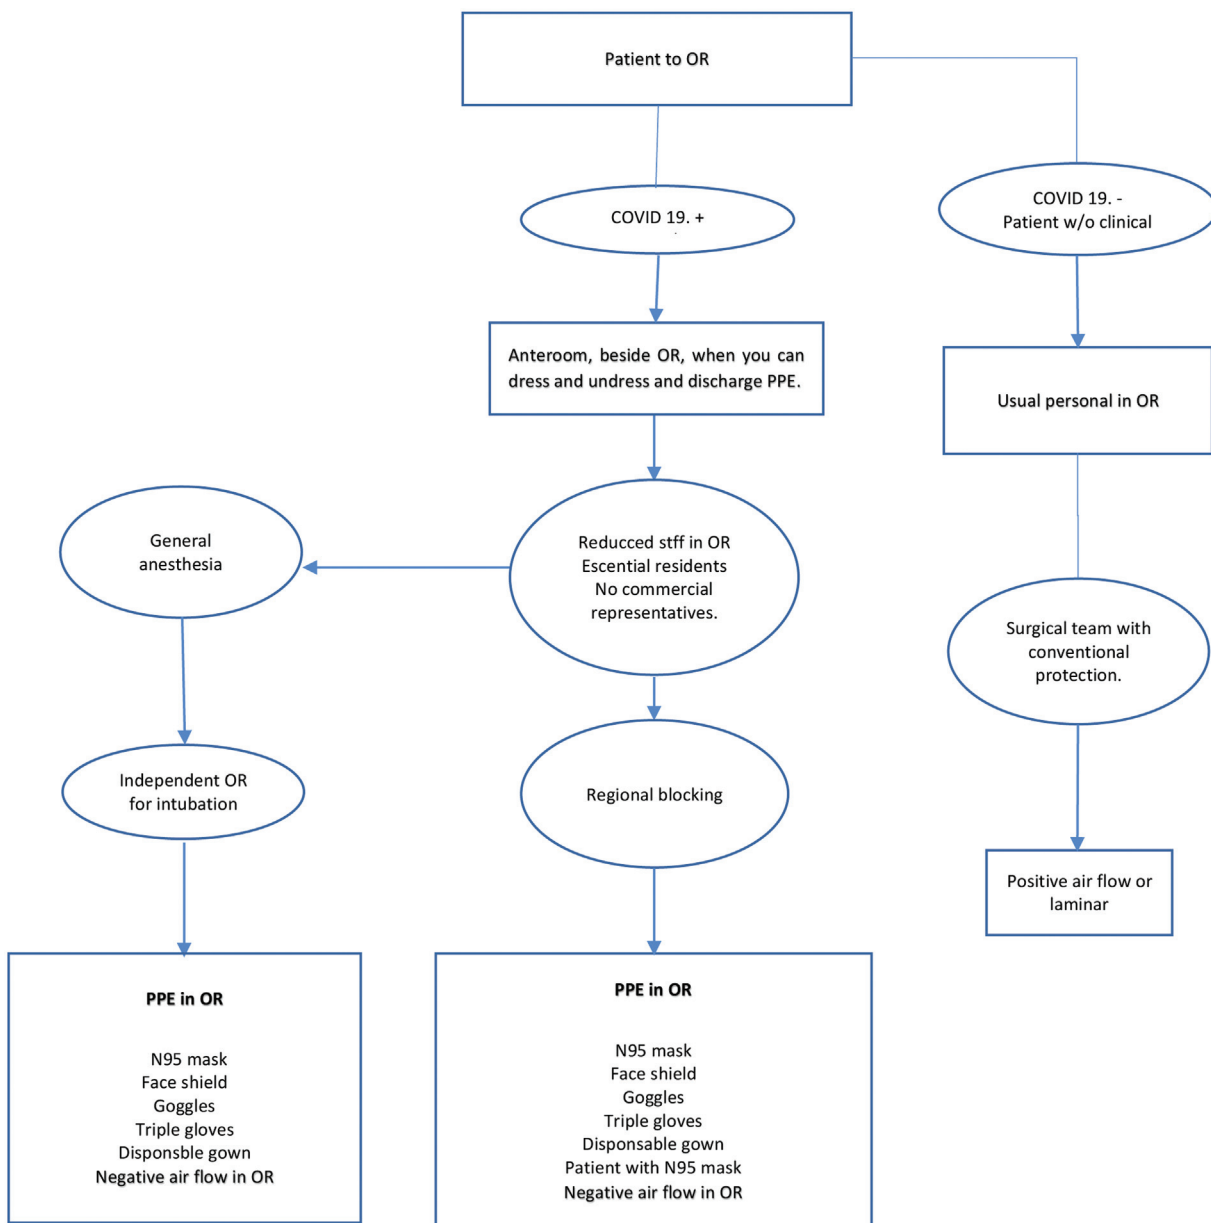 Patient to OR
COVID 19. +
COVID 19. -
Patient w/o clinical
Anteroom, beside OR, when you can
dress and undress and discharge PPE.
Usual personal in OR
General
anesthesia
Reducced stff in OR
Escential residents
No commercial
representatives.
Surgical team with
conventional
protection.
Independent OR
for intubation
Regional blocking
Positive air flow or
laminar
PPE in OR
N95 mask
Face shield
Goggles
Triple gloves
Disponsble gown
Negative air flow in OR
PPE in OR
N95 mask
Face shield
Goggles
Triple gloves
Disponsable gown
Patient with N95 mask
Negative air flow in OR